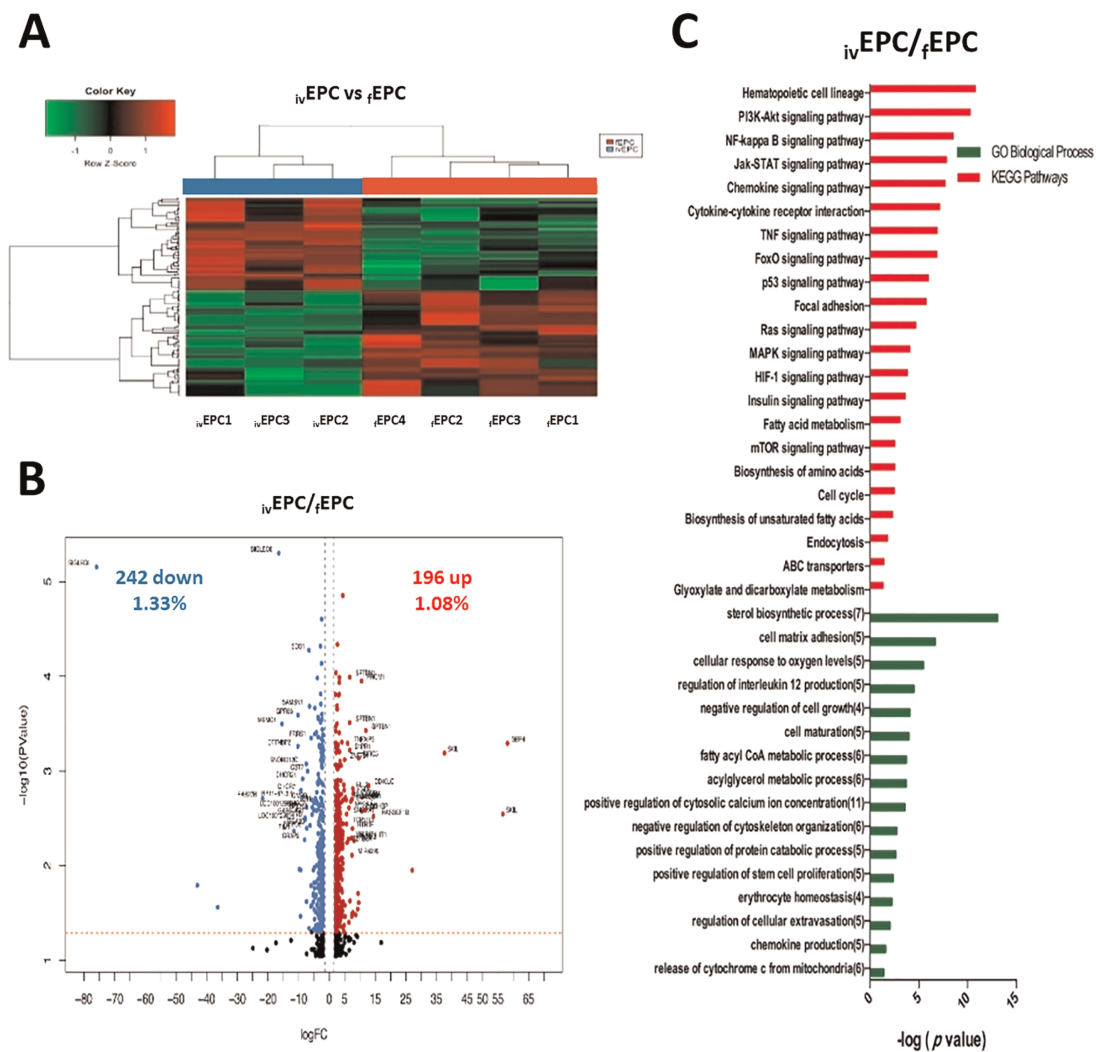 A
Color Key
-1 0 1
Row Z-Score
ivEPC vs fEPC
fEPC
ivEPC
ivEPC1 ivEPC3 ivEPC2 fEPC4 fEPC2 fEPC3 fEPC1
B
ivEPC/fEPC
242 down
1.33%
196 up
1.08%
SKIL
SKIL
−log10(PValue)
5
4
3
2
1
−80 −70 −60 −50 −40 −30 −20 −10 0 5 15 25 35 45 50 55 65
logFC
C
ivEPC/fEPC
GO Biological Process
KEGG Pathways
Hematopoietic cell lineage
PI3K-Akt signaling pathway
NF-kappa B signaling pathway
Jak-STAT signaling pathway
Chemokine signaling pathway
Cytokine-cytokine receptor interaction
TNF signaling pathway
FoxO signaling pathway
p53 signaling pathway
Focal adhesion
Ras signaling pathway
MAPK signaling pathway
HIF-1 signaling pathway
Insulin signaling pathway
Fatty acid metabolism
mTOR signaling pathway
Biosynthesis of amino acids
Cell cycle
Biosynthesis of unsaturated fatty acids
Endocytosis
ABC transporters
Glyoxylate and dicarboxylate metabolism
sterol biosynthetic process(7)
cell matrix adhesion(5)
cellular response to oxygen levels(5)
regulation of interleukin 12 production(5)
negative regulation of cell growth(4)
cell maturation(5)
fatty acyl CoA metabolic process(6)
acylglycerol metabolic process(6)
positive regulation of cytosolic calcium ion concentration(11)
negative regulation of cytoskeleton organization(6)
positive regulation of protein catabolic process(5)
positive regulation of stem cell proliferation(5)
erythrocyte homeostasis(4)
regulation of cellular extravasation(5)
chemokine production(5)
release of cytochrome c from mitochondria(6)
0 5 10 15
-log ( p value)